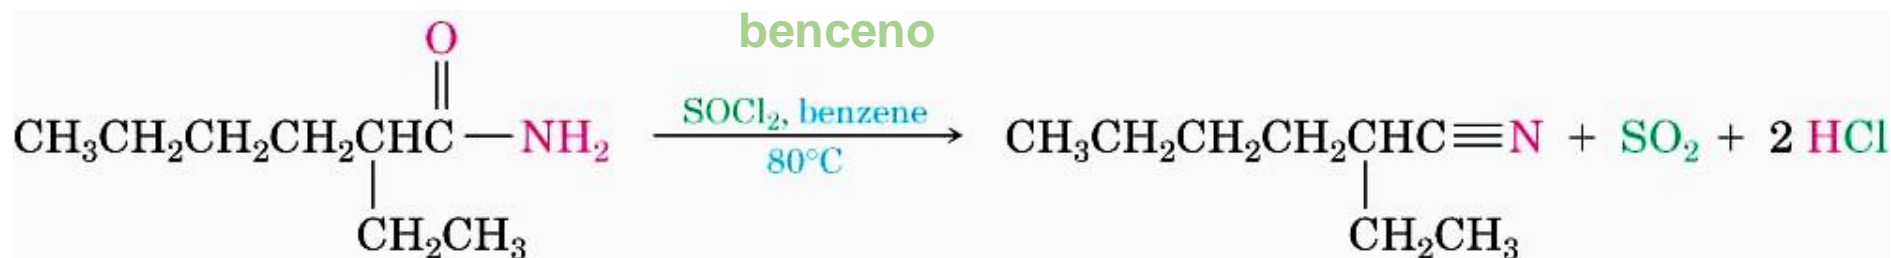 benceno
O
SOCl₂, benzene
CH₃CH₂CH₂CH₂CHC—NH₂ CH₃CH₂CH₂CH₂CHC≡N + SO₂ + 2 HCl
80°C
CH₂CH₃ CH₂CH₃